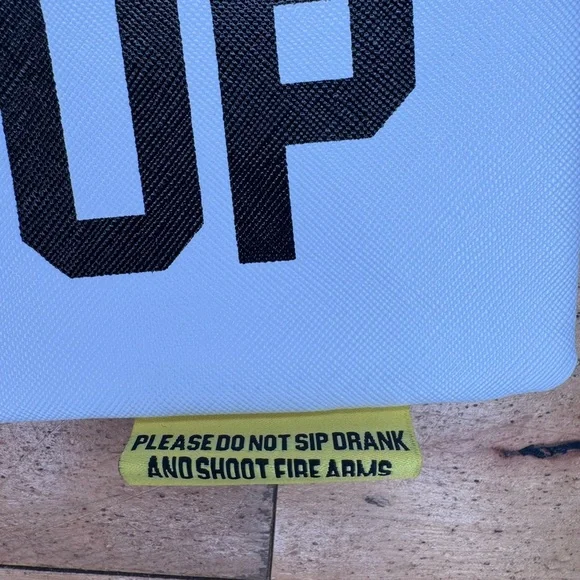 UP
PLEASE DO NOT SIP DRANK
AND SHOOT FIRE ARMS